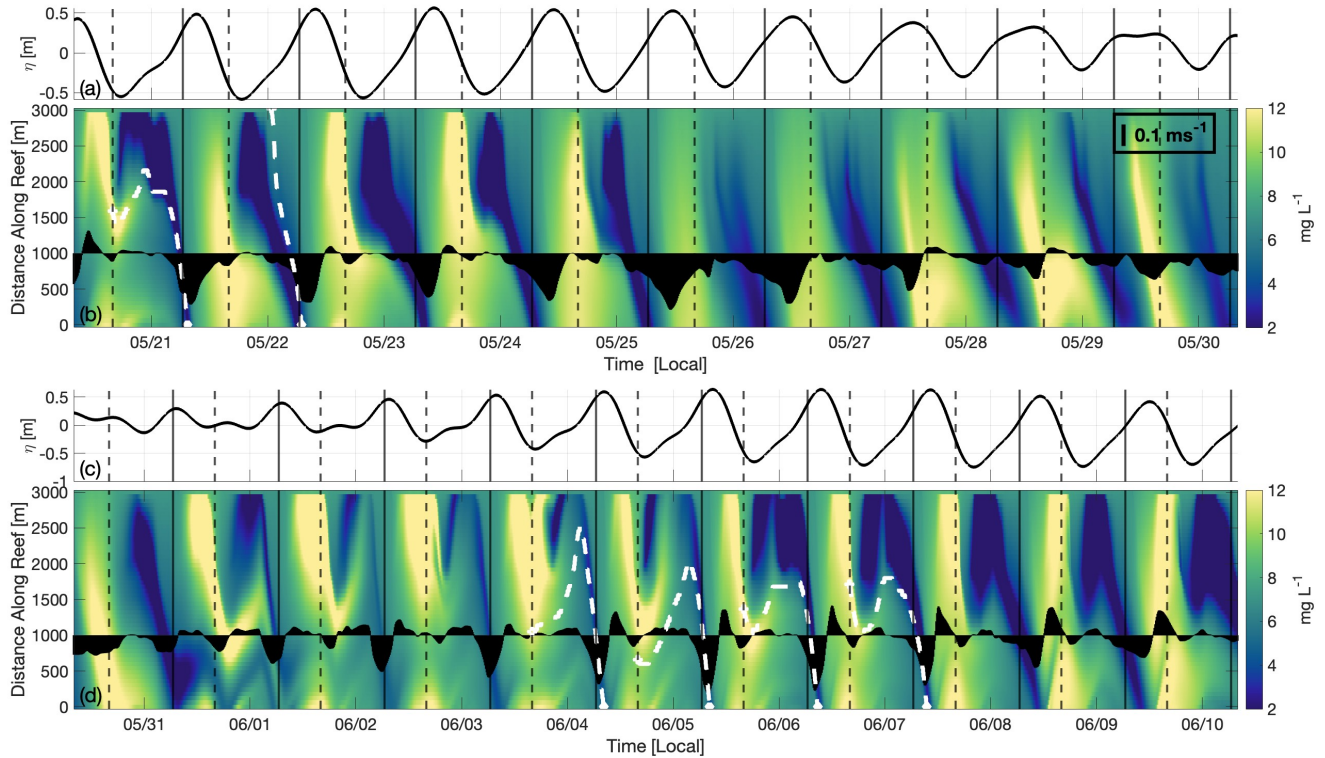 0.5
0
-0.5
η [m]
(a)
3000
2500
2000
1500
1000
500
0
Distance Along Reef [m]
(b)
0.1 ms⁻¹
12
10
8
6
4
2
mg L⁻¹
05/21 05/22 05/23 05/24 05/25 05/26 05/27 05/28 05/29 05/30
Time [Local]
0.5
0
-0.5
-1
η [m]
(c)
3000
2500
2000
1500
1000
500
0
Distance Along Reef [m]
(d)
12
10
8
6
4
2
mg L⁻¹
05/31 06/01 06/02 06/03 06/04 06/05 06/06 06/07 06/08 06/09 06/10
Time [Local]